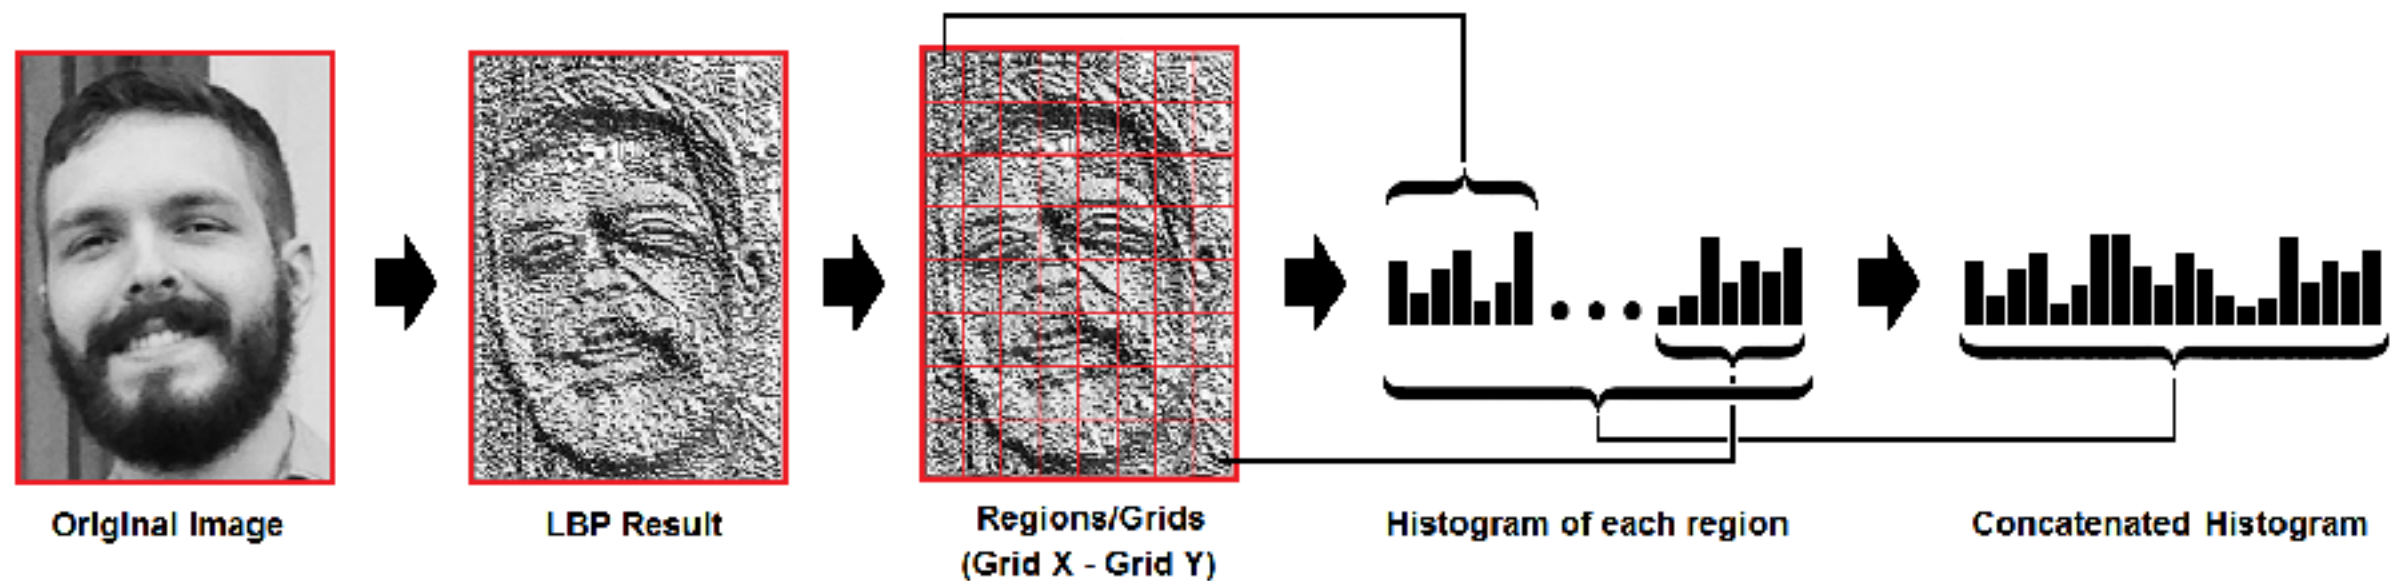 Original Image
LBP Result
Regions/Grids
(Grid X - Grid Y)
Histogram of each region
Concatenated Histogram